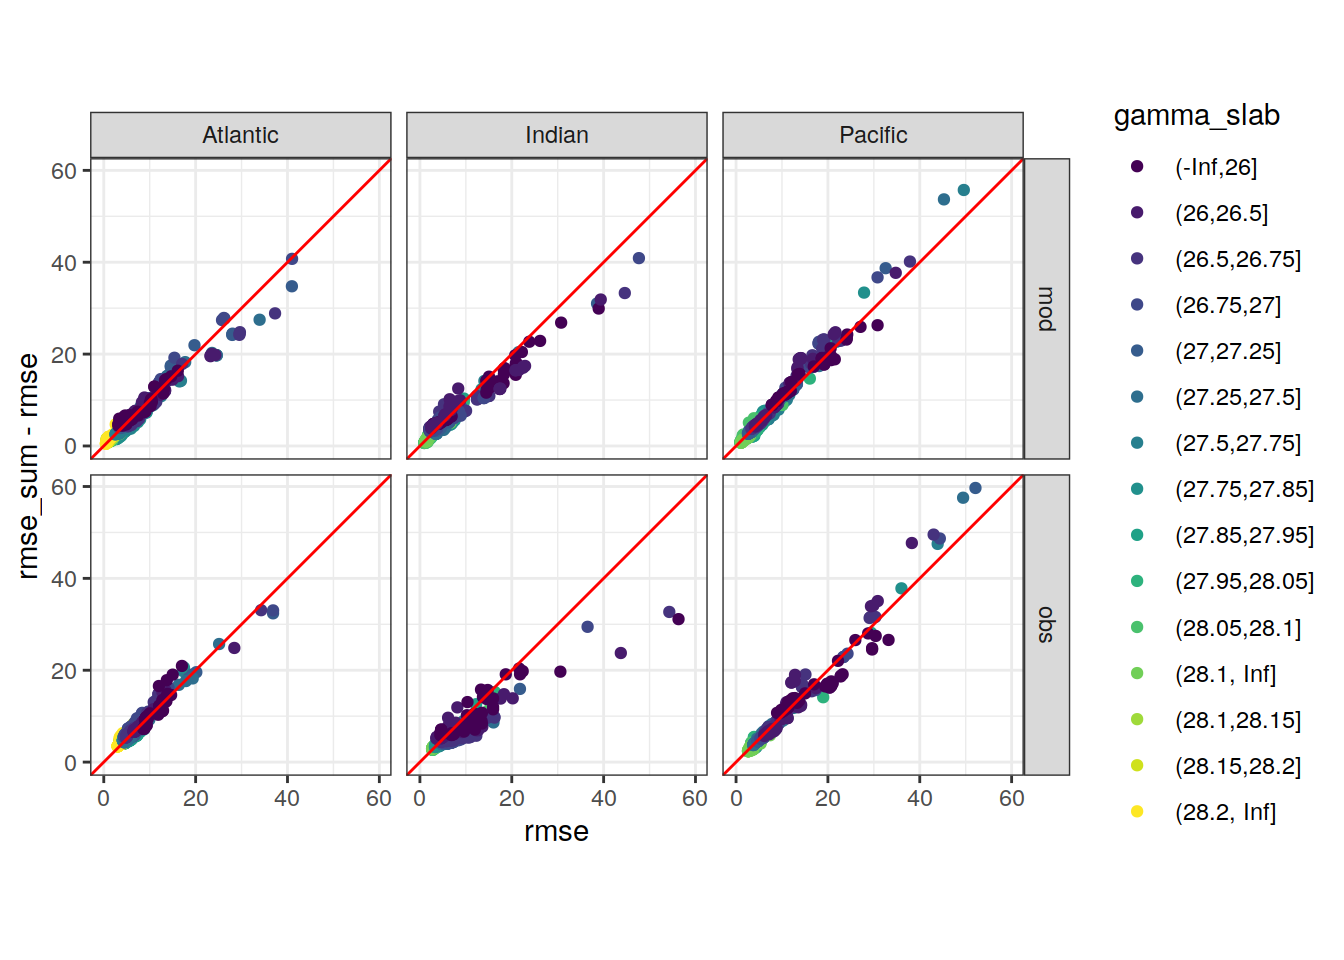 Atlantic Indian Pacific
gamma_slab
(-Inf,26]
(26,26.5]
(26.5,26.75]
(26.75,27]
(27,27.25]
(27.25,27.5]
(27.5,27.75]
(27.75,27.85]
(27.85,27.95]
(27.95,28.05]
(28.05,28.1]
(28.1, Inf]
(28.1,28.15]
(28.15,28.2]
(28.2, Inf]
60
40
20
0
mod
rmse_sum - rmse
60
40
20
0
obs
0 20 40 60 0 20 40 60 0 20 40 60
rmse